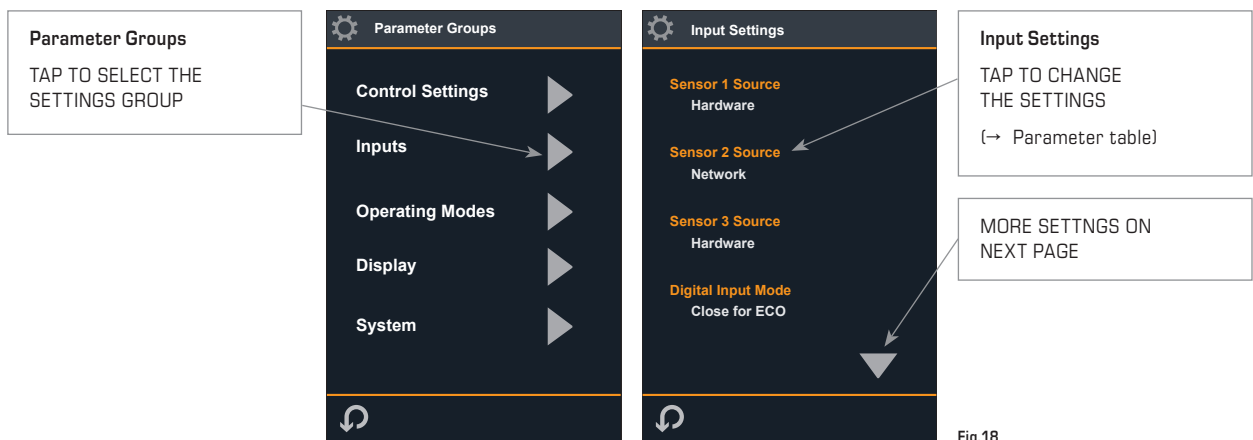 Parameter Groups
TAP TO SELECT THE
SETTINGS GROUP
Parameter Groups
Control Settings
Inputs
Operating Modes
Display
System
Input Settings
Sensor 1 Source
Hardware
Sensor 2 Source
Network
Sensor 3 Source
Hardware
Digital Input Mode
Close for ECO
Input Settings
TAP TO CHANGE
THE SETTINGS
(→ Parameter table)
MORE SETTNGS ON
NEXT PAGE
Fig 18